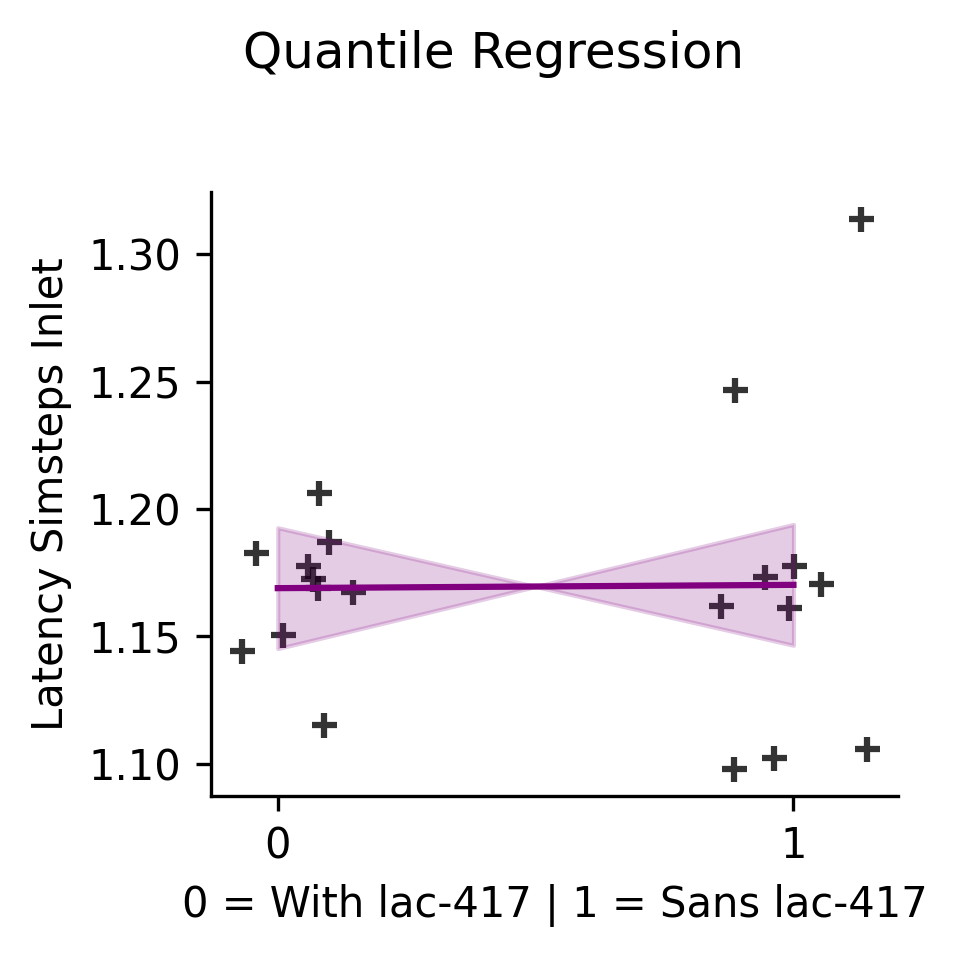 Quantile Regression
Latency Simsteps Inlet
1.30
1.25
1.20
1.15
1.10
0 1
0 = With lac-417 | 1 = Sans lac-417